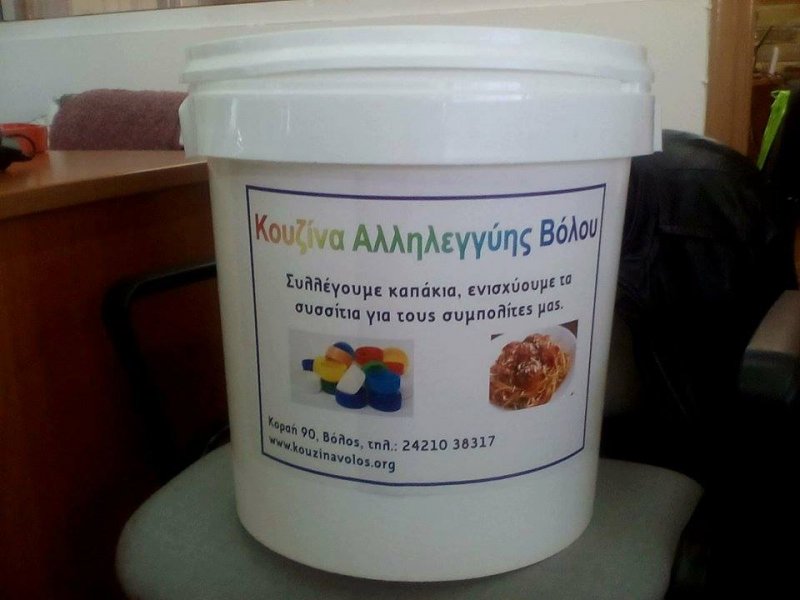 Κουζίνα Αλληλεγγύης Βόλου
Συλλέγουμε καπάκια, ενισχύουμε τα
συσσίτια για τους συμπολίτες μας.
Κοραή 90, Βόλος, τηλ.: 24210 38317
www.kouzinavolos.org